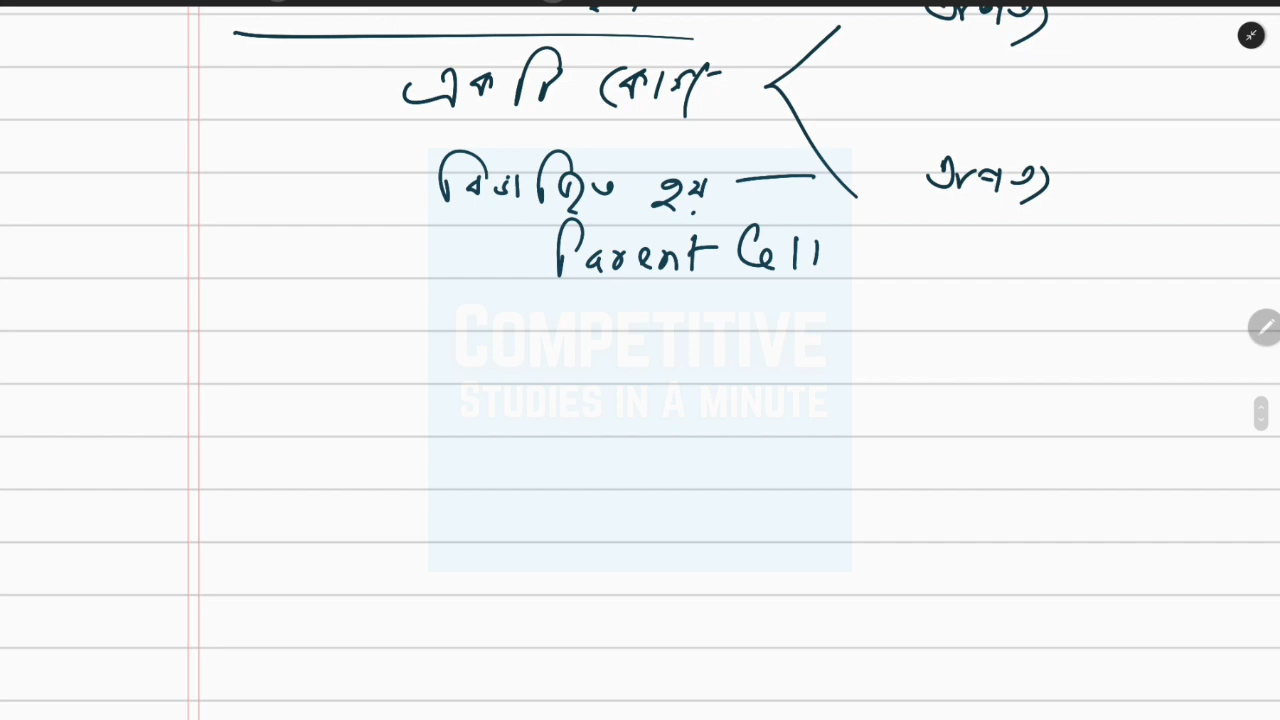 একটি কোষ
বিভাজিত হয় —
অপত্য
Parent Cell
COMPETITIVE
STUDIES IN A MINUTE